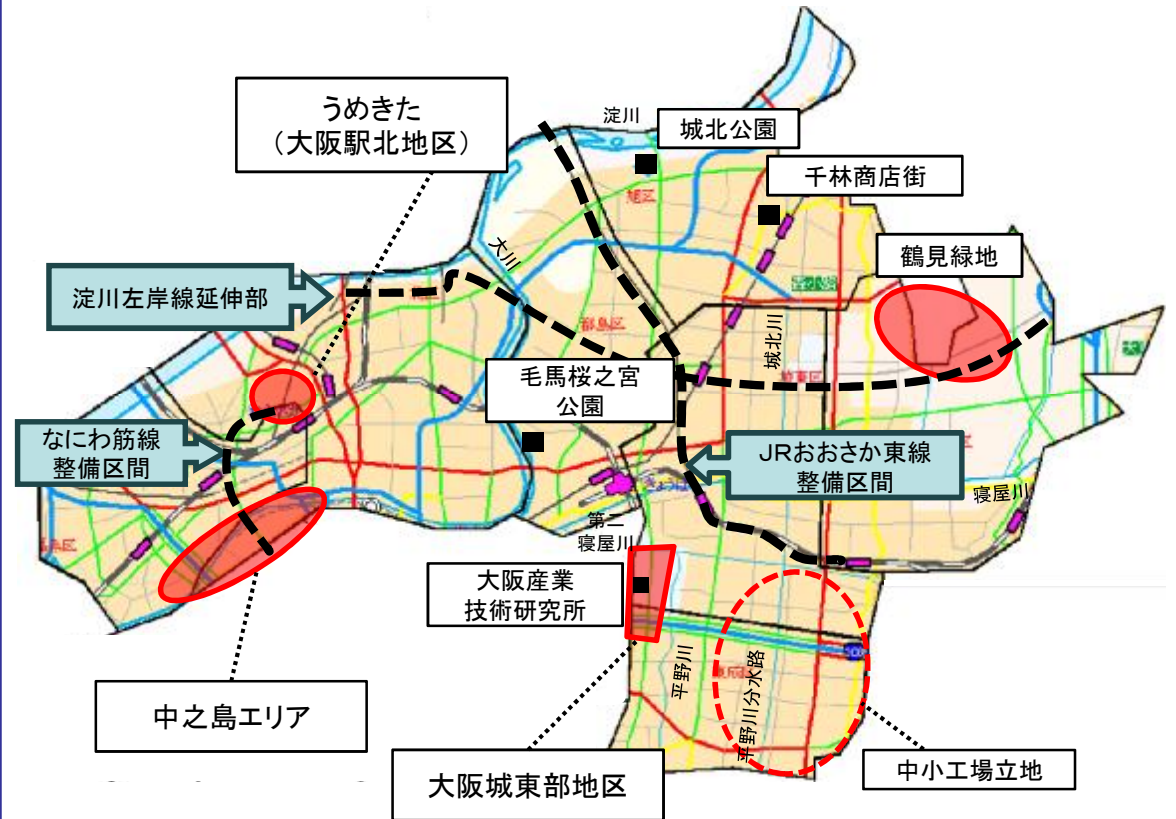 淀川
城北公園
うめきた
（大阪駅北地区）
千林商店街
旭区
大川
鶴見緑地
淀川左岸線延伸部
都島区
城北川
毛馬桜之宮
公園
なにわ筋線
整備区間
JRおおさか東線
整備区間
寝屋川
第二
寝屋川
大阪産業
技術研究所
平野川
平野川分水路
中之島エリア
大阪城東部地区
中小工場立地